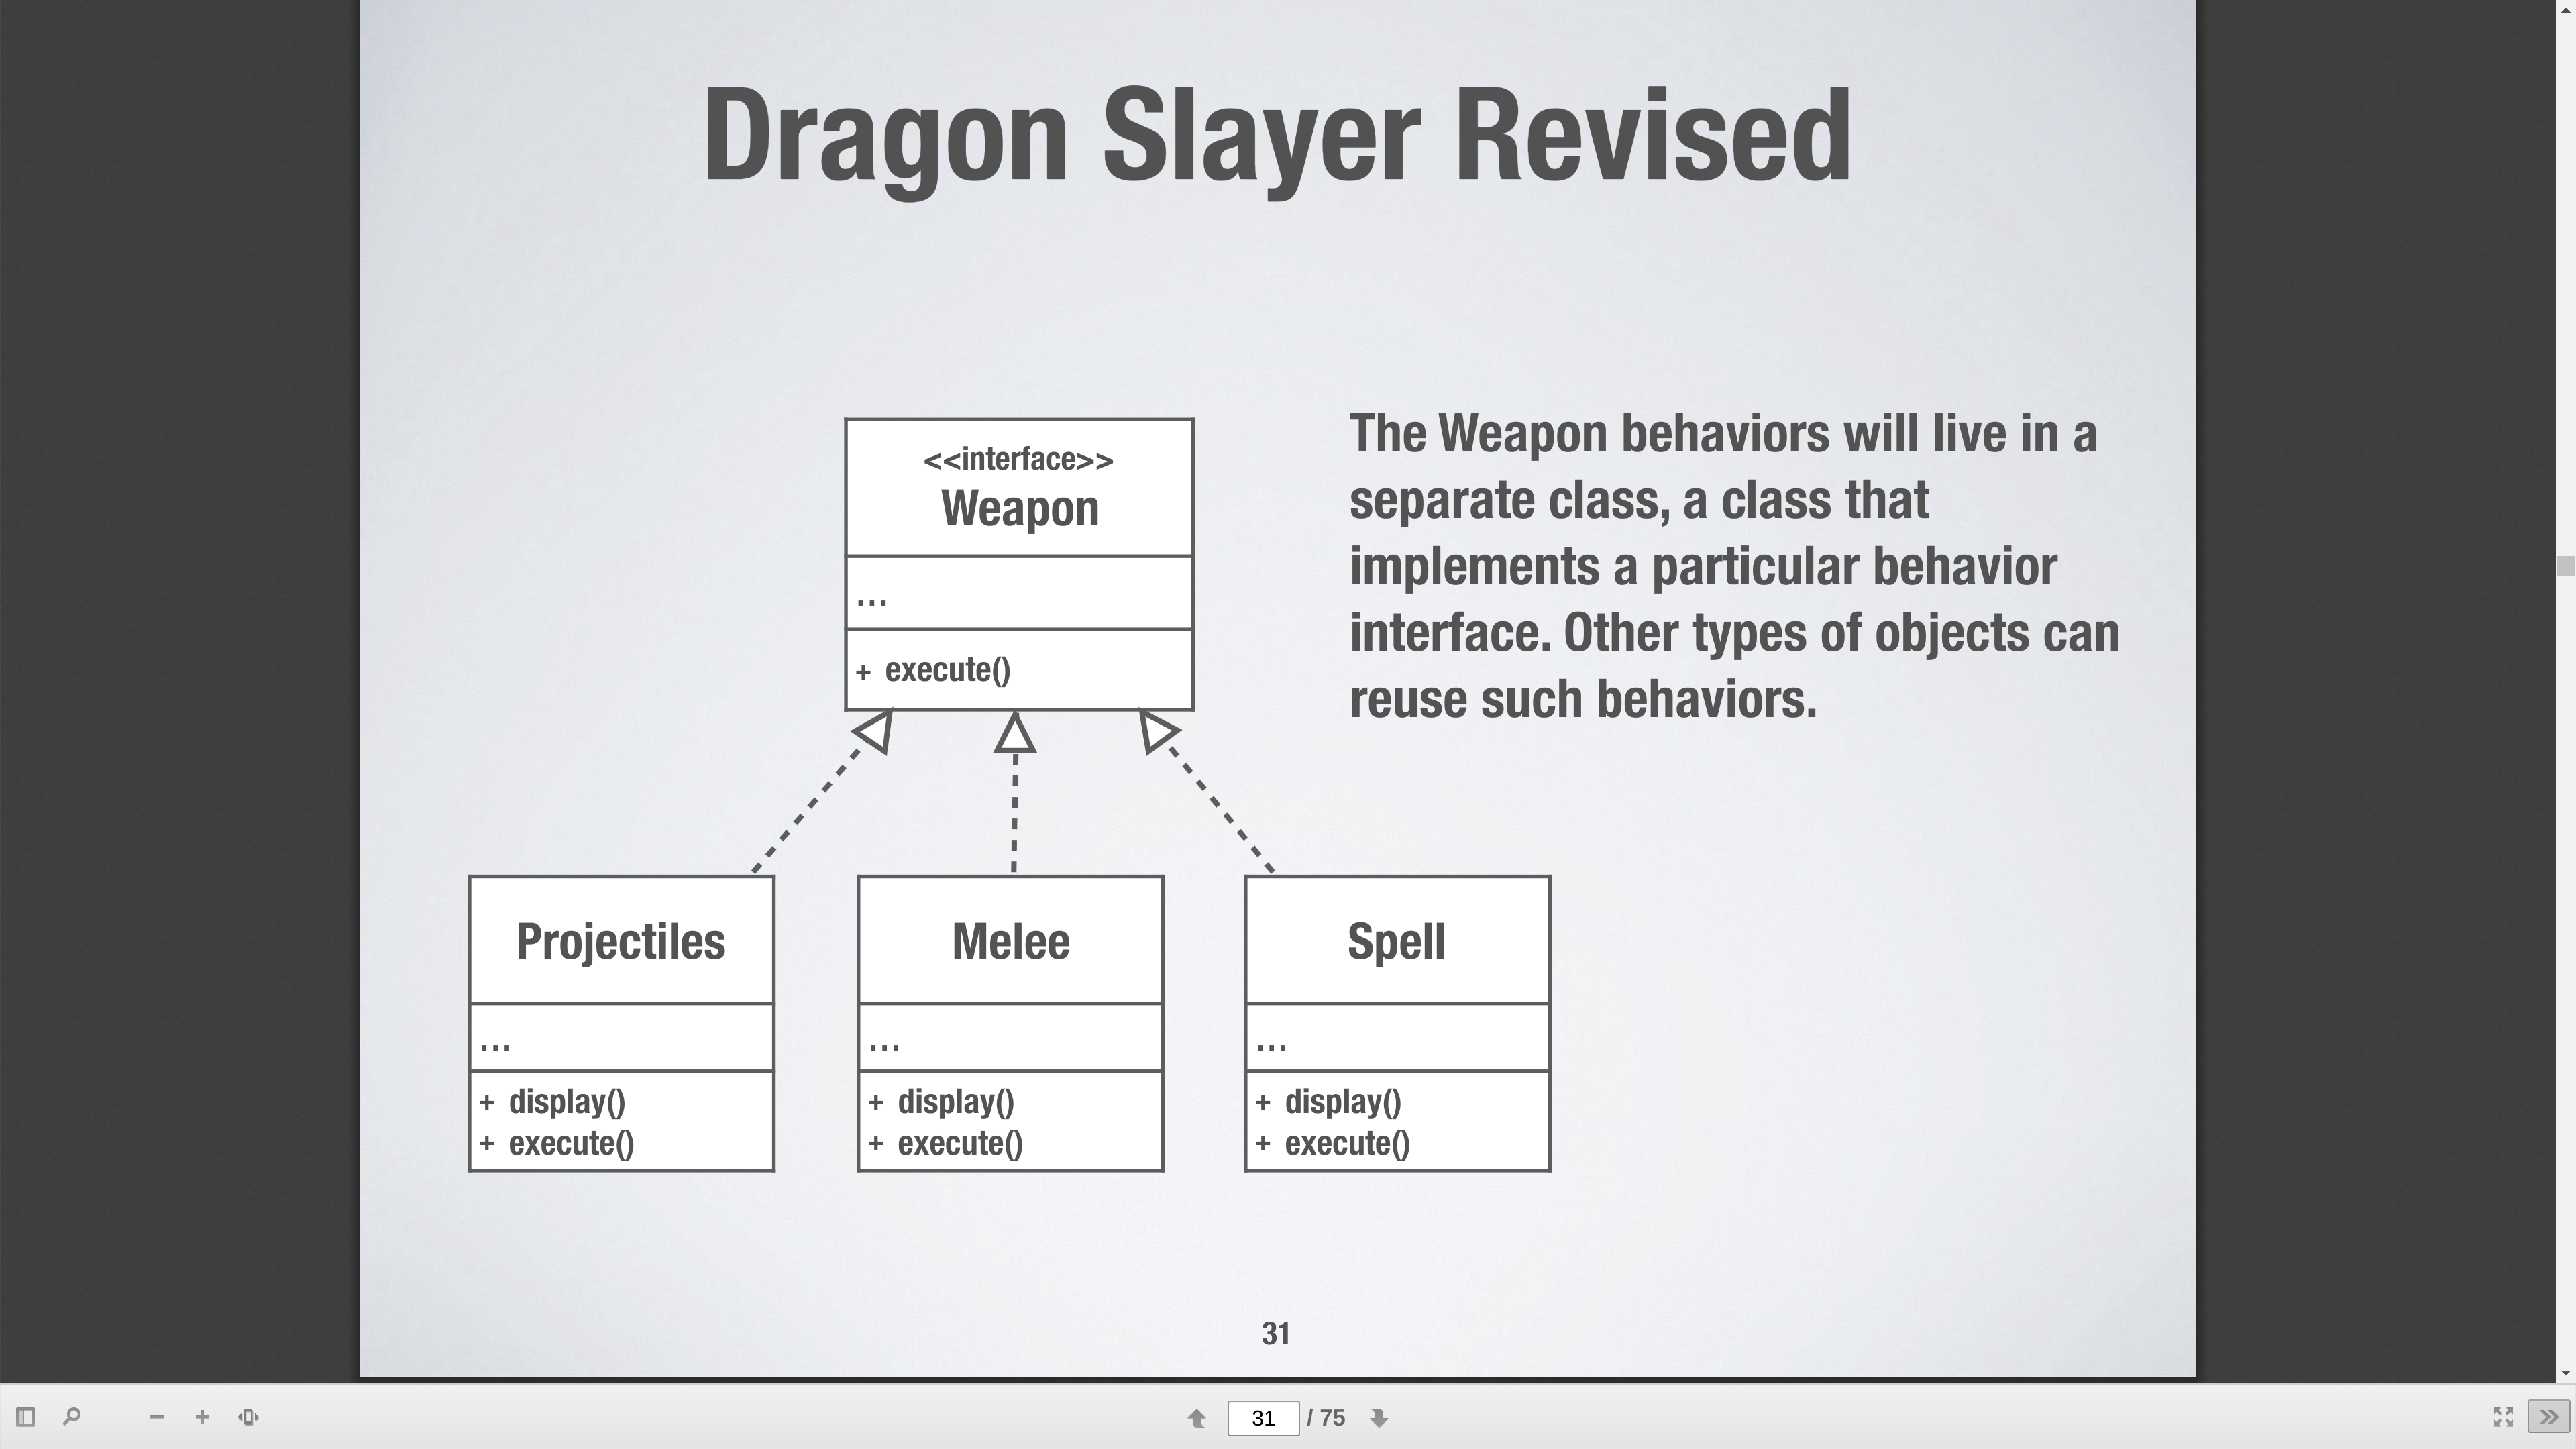 Dragon Slayer Revised
<<interface>>
Weapon
...
+ execute()
The Weapon behaviors will live in a
separate class, a class that
implements a particular behavior
interface. Other types of objects can
reuse such behaviors.
Projectiles
...
+ display()
+ execute()
Melee
...
+ display()
+ execute()
Spell
...
+ display()
+ execute()
31
31 / 75